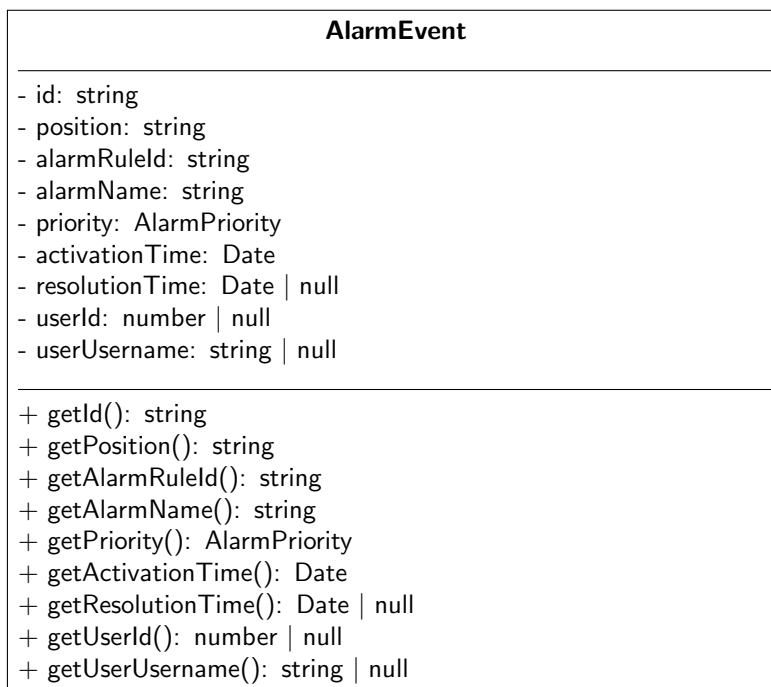 AlarmEvent
- id: string
- position: string
- alarmRuleId: string
- alarmName: string
- priority: AlarmPriority
- activationTime: Date
- resolutionTime: Date | null
- userId: number | null
- userUsername: string | null
+ getId(): string
+ getPosition(): string
+ getAlarmRuleId(): string
+ getAlarmName(): string
+ getPriority(): AlarmPriority
+ getActivationTime(): Date
+ getResolutionTime(): Date | null
+ getUserId(): number | null
+ getUserUsername(): string | null